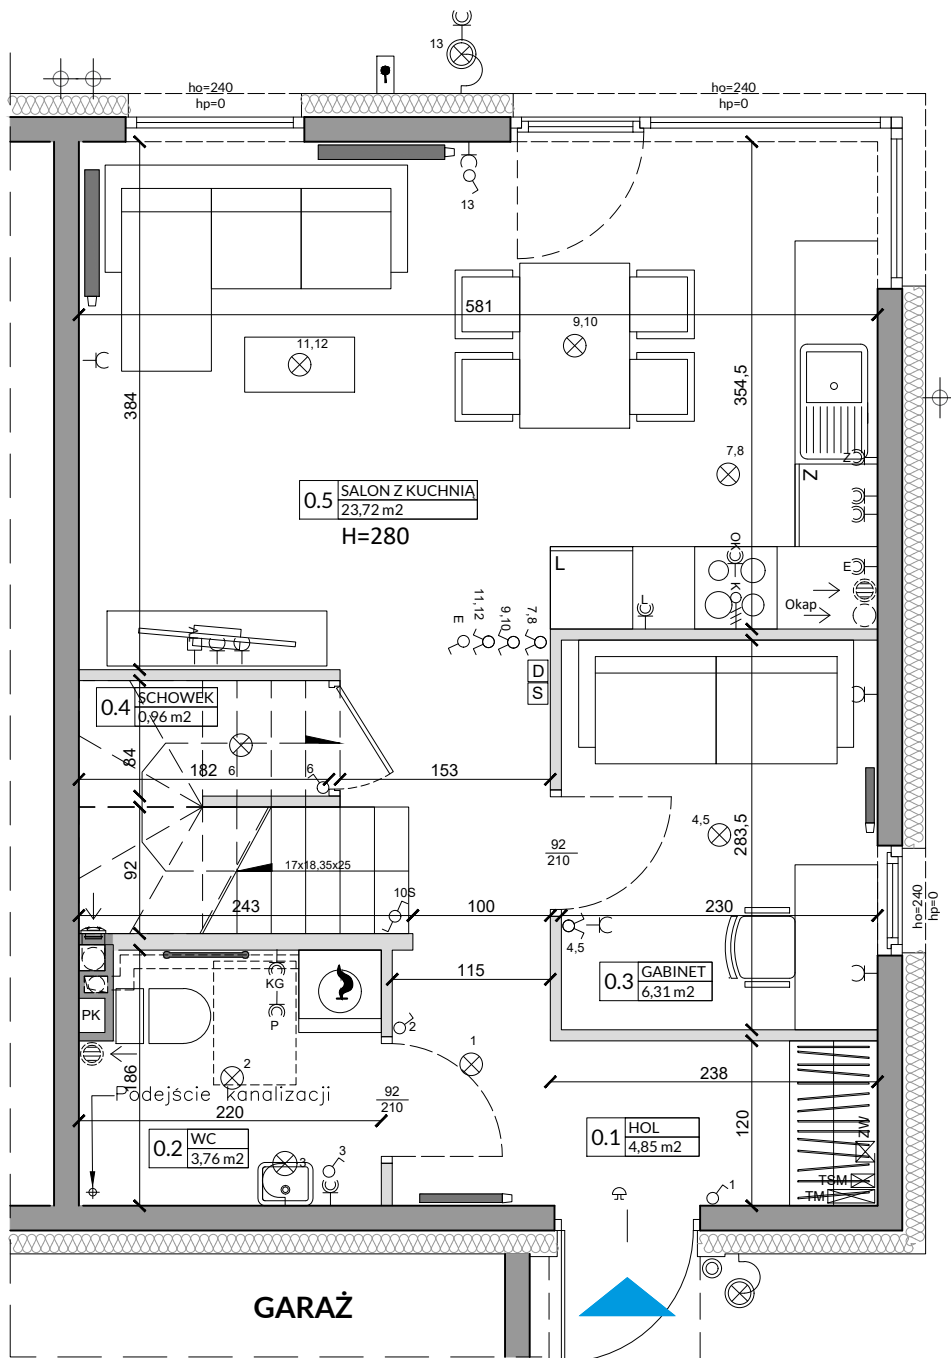 13
ho=240
hp=0
ho=240
hp=0
13
581
9,10
11,12
384
354,5
7,8
Z
Z
0.5
SALON Z KUCHNIĄ
23,72 m2
H=280
OK
L
E
K
L
Okap
E
11,12
9,10
7,8
D
S
0.4
SCHOWEK
0,96 m2
84
6
182
6
153
4,5
283,5
92
210
92
17x18,35x25
ho=240
hp=0
243
10S
100
230
4,5
115
0.3
GABINET
6,31 m2
KG
P
PK
2
1
2
186
238
Podejście kanalizacji
92
210
220
120
0.2
WC
3,76 m2
0.1
HOL
4,85 m2
ZW
3
3
TSM
TM
1
GARAŻ